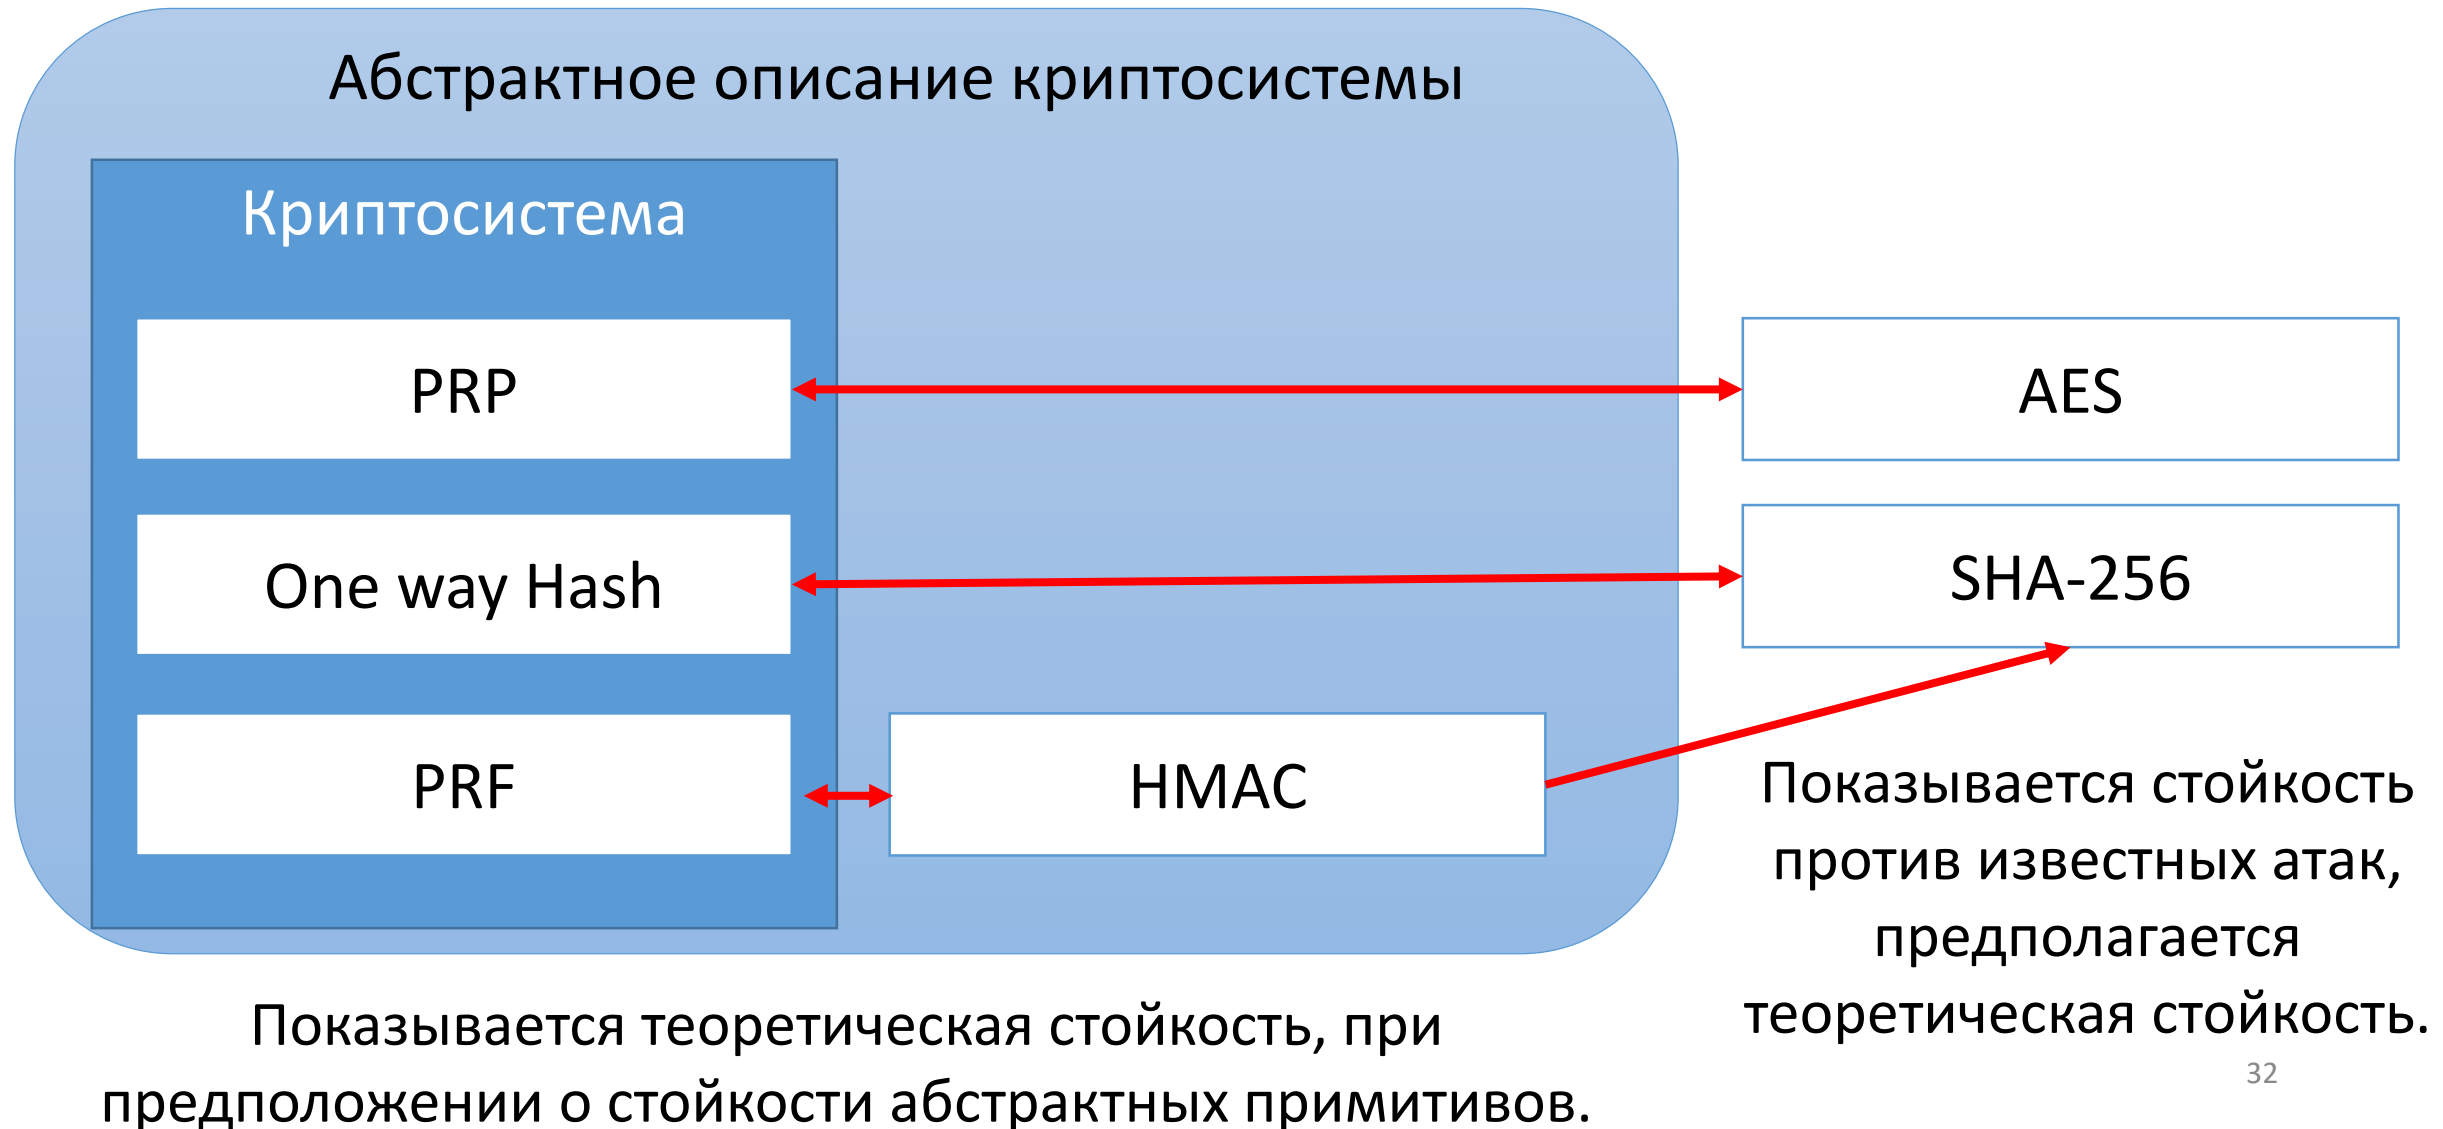 Абстрактное описание криптосистемы
Криптосистема
PRP
AES
One way Hash
SHA-256
PRF
HMAC
Показывается стойкость
против известных атак,
предполагается
теоретическая стойкость.
Показывается теоретическая стойкость, при
предположении о стойкости абстрактных примитивов.
32